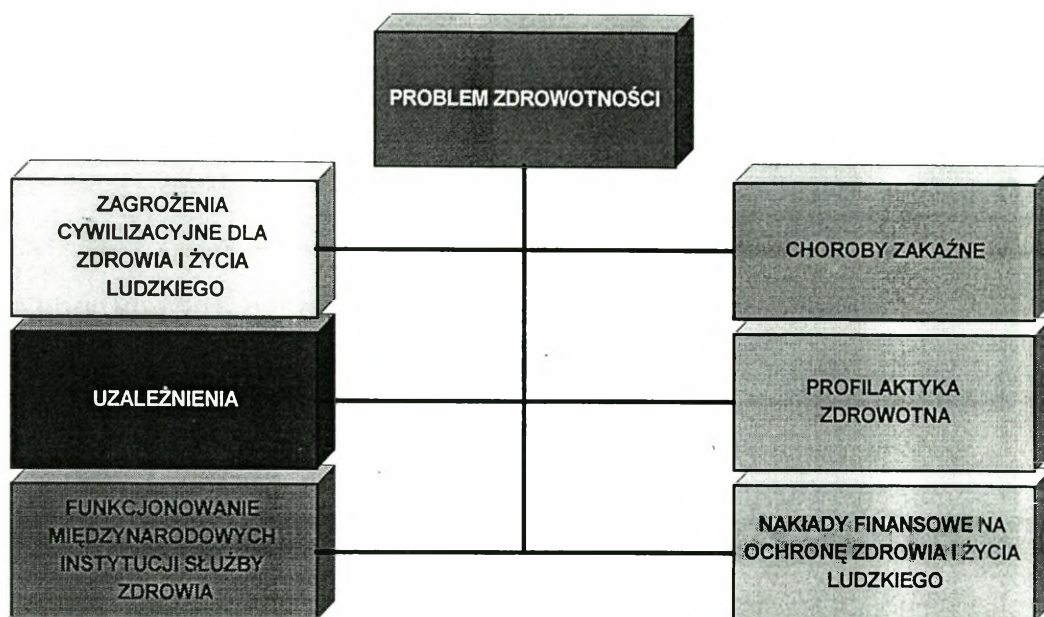 PROBLEM ZDROWOTNOŚCI
ZAGROŻENIA
CYWILIZACYJNE DLA
ZDROWIA I ŻYCIA
LUDZKIEGO
CHOROBY ZAKAŹNE
UZALEŻNIENIA
PROFILAKTYKA
ZDROWOTNA
FUNKCJONOWANIE
MIĘDZYNARODOWYCH
INSTYTUCJI SŁUŻBY
ZDROWIA
NAKŁADY FINANSOWE NA
OCHRONĘ ZDROWIA I ŻYCIA
LUDZKIEGO